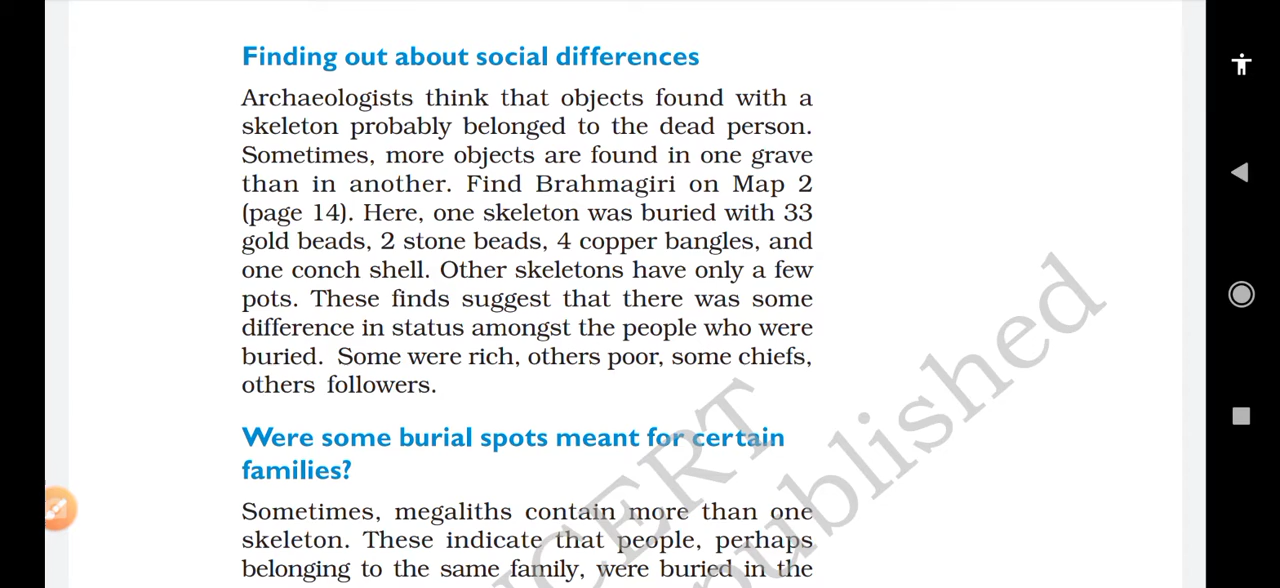 Finding out about social differences
Archaeologists think that objects found with a
skeleton probably belonged to the dead person.
Sometimes, more objects are found in one grave
than in another. Find Brahmagiri on Map 2
(page 14). Here, one skeleton was buried with 33
gold beads, 2 stone beads, 4 copper bangles, and
one conch shell. Other skeletons have only a few
pots. These finds suggest that there was some
difference in status amongst the people who were
buried. Some were rich, others poor, some chiefs,
others followers.
Were some burial spots meant for certain
families?
Sometimes, megaliths contain more than one
skeleton. These indicate that people, perhaps
belonging to the same family, were buried in the
NCERT
published